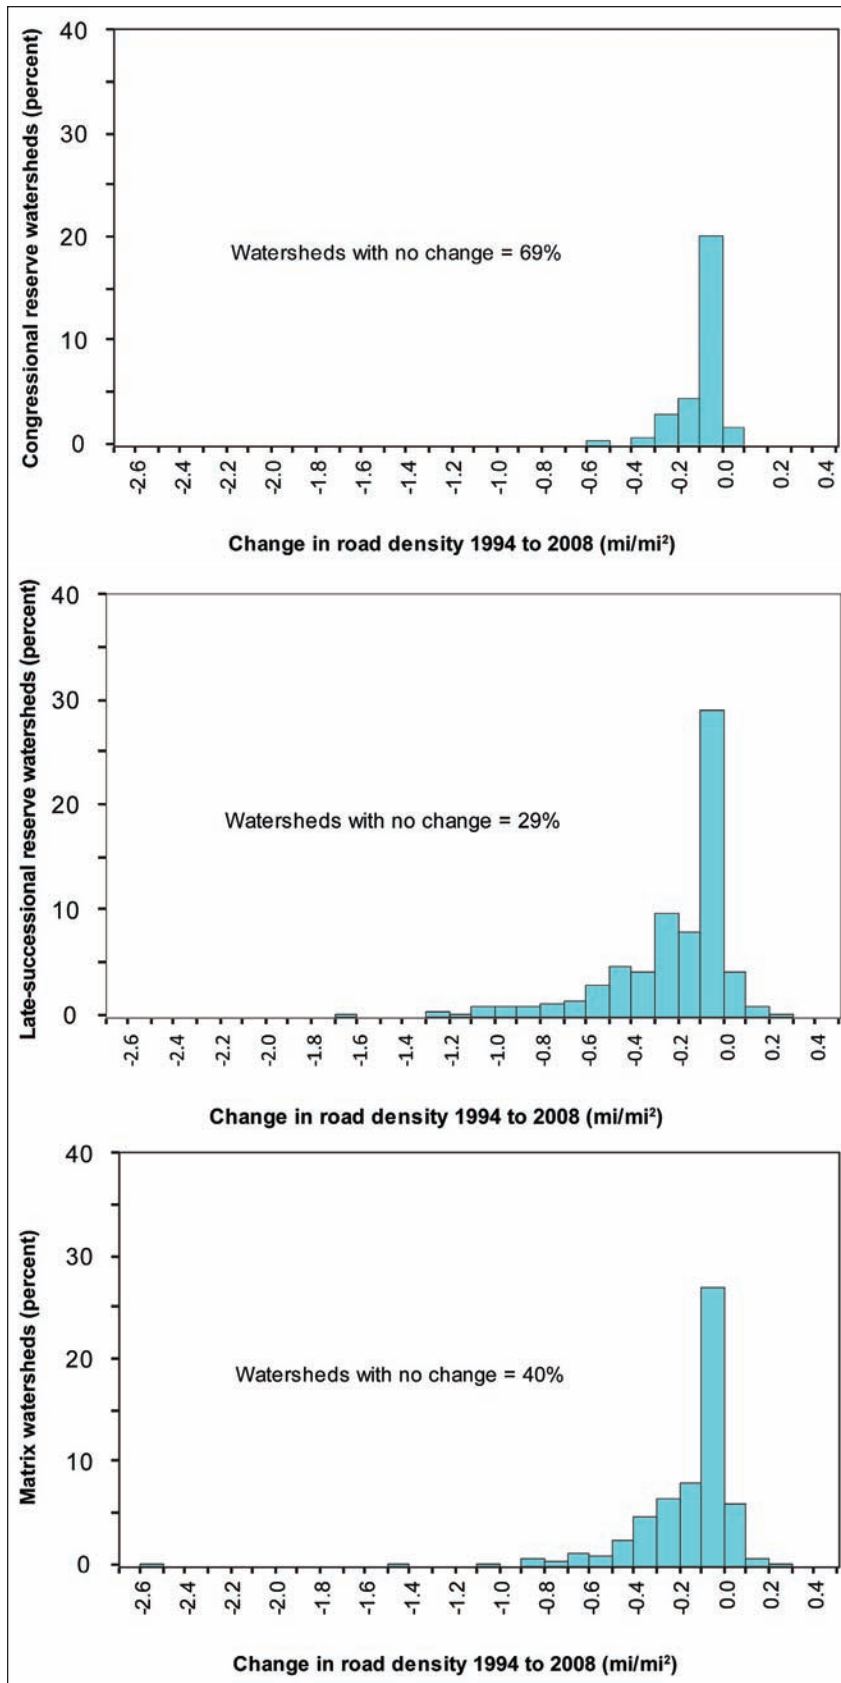 Congressional reserve watersheds (percent)
40
30
20
10
0
Watersheds with no change = 69%
-2.6 -2.4 -2.2 -2.0 -1.8 -1.6 -1.4 -1.2 -1.0 -0.8 -0.6 -0.4 -0.2 0.0 0.2 0.4
Change in road density 1994 to 2008 (mi/mi²)
Late-successional reserve watersheds (percent)
40
30
20
10
0
Watersheds with no change = 29%
-2.6 -2.4 -2.2 -2.0 -1.8 -1.6 -1.4 -1.2 -1.0 -0.8 -0.6 -0.4 -0.2 0.0 0.2 0.4
Change in road density 1994 to 2008 (mi/mi²)
Matrix watersheds (percent)
40
30
20
10
0
Watersheds with no change = 40%
-2.6 -2.4 -2.2 -2.0 -1.8 -1.6 -1.4 -1.2 -1.0 -0.8 -0.6 -0.4 -0.2 0.0 0.2 0.4
Change in road density 1994 to 2008 (mi/mi²)